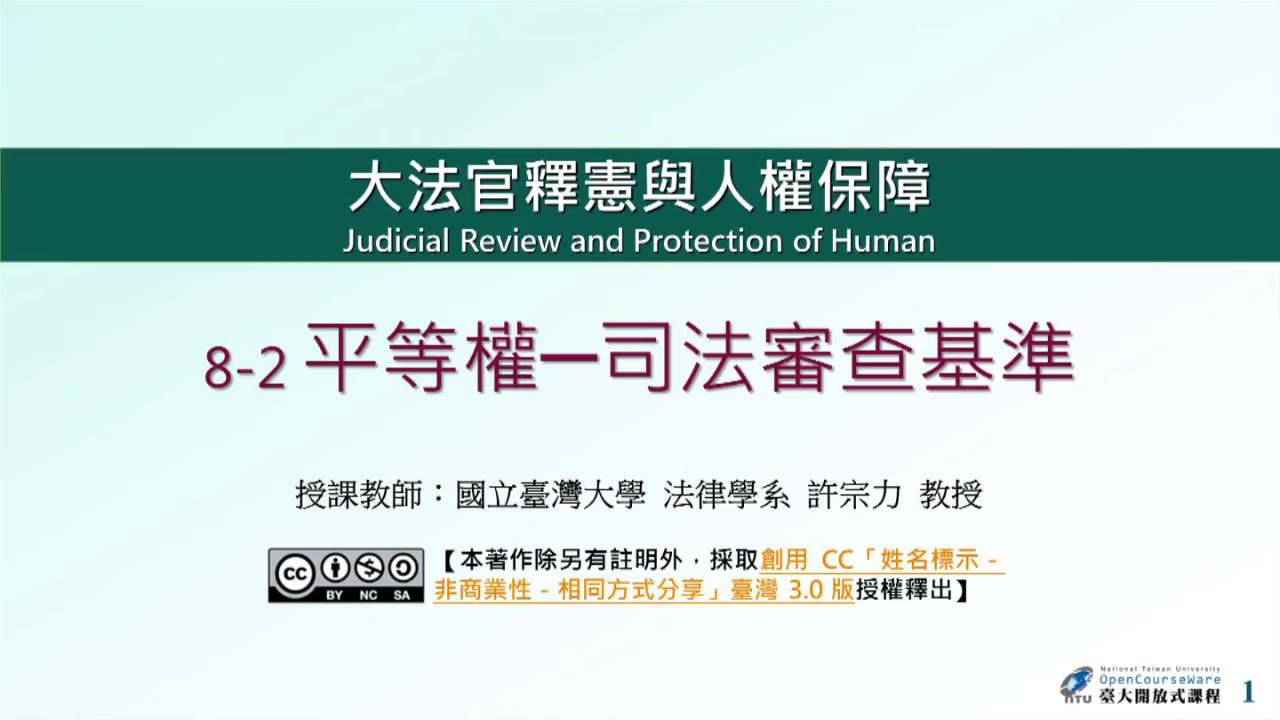 大法官釋憲與人權保障
Judicial Review and Protection of Human
8-2 平等權—司法審查基準
授課教師：國立臺灣大學 法律學系 許宗力 教授
【本著作除另有註明外，採取創用 CC「姓名標示－
非商業性－相同方式分享」臺灣 3.0 版授權釋出】
cc BY NC SA
National Taiwan University
OpenCourseWare
NTU 臺大開放式課程
1